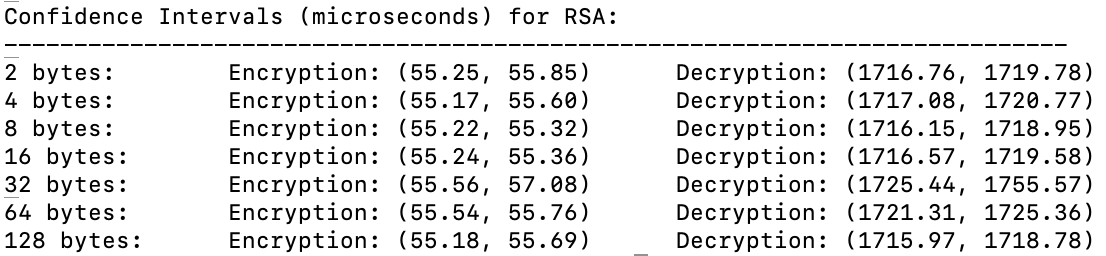 Confidence Intervals (microseconds) for RSA:
----------------------------------------------------------------------------
2 bytes:        Encryption: (55.25, 55.85)      Decryption: (1716.76, 1719.78)
4 bytes:        Encryption: (55.17, 55.60)      Decryption: (1717.08, 1720.77)
8 bytes:        Encryption: (55.22, 55.32)      Decryption: (1716.15, 1718.95)
16 bytes:       Encryption: (55.24, 55.36)      Decryption: (1716.57, 1719.58)
32 bytes:       Encryption: (55.56, 57.08)      Decryption: (1725.44, 1755.57)
64 bytes:       Encryption: (55.54, 55.76)      Decryption: (1721.31, 1725.36)
128 bytes:      Encryption: (55.18, 55.69)      Decryption: (1715.97, 1718.78)